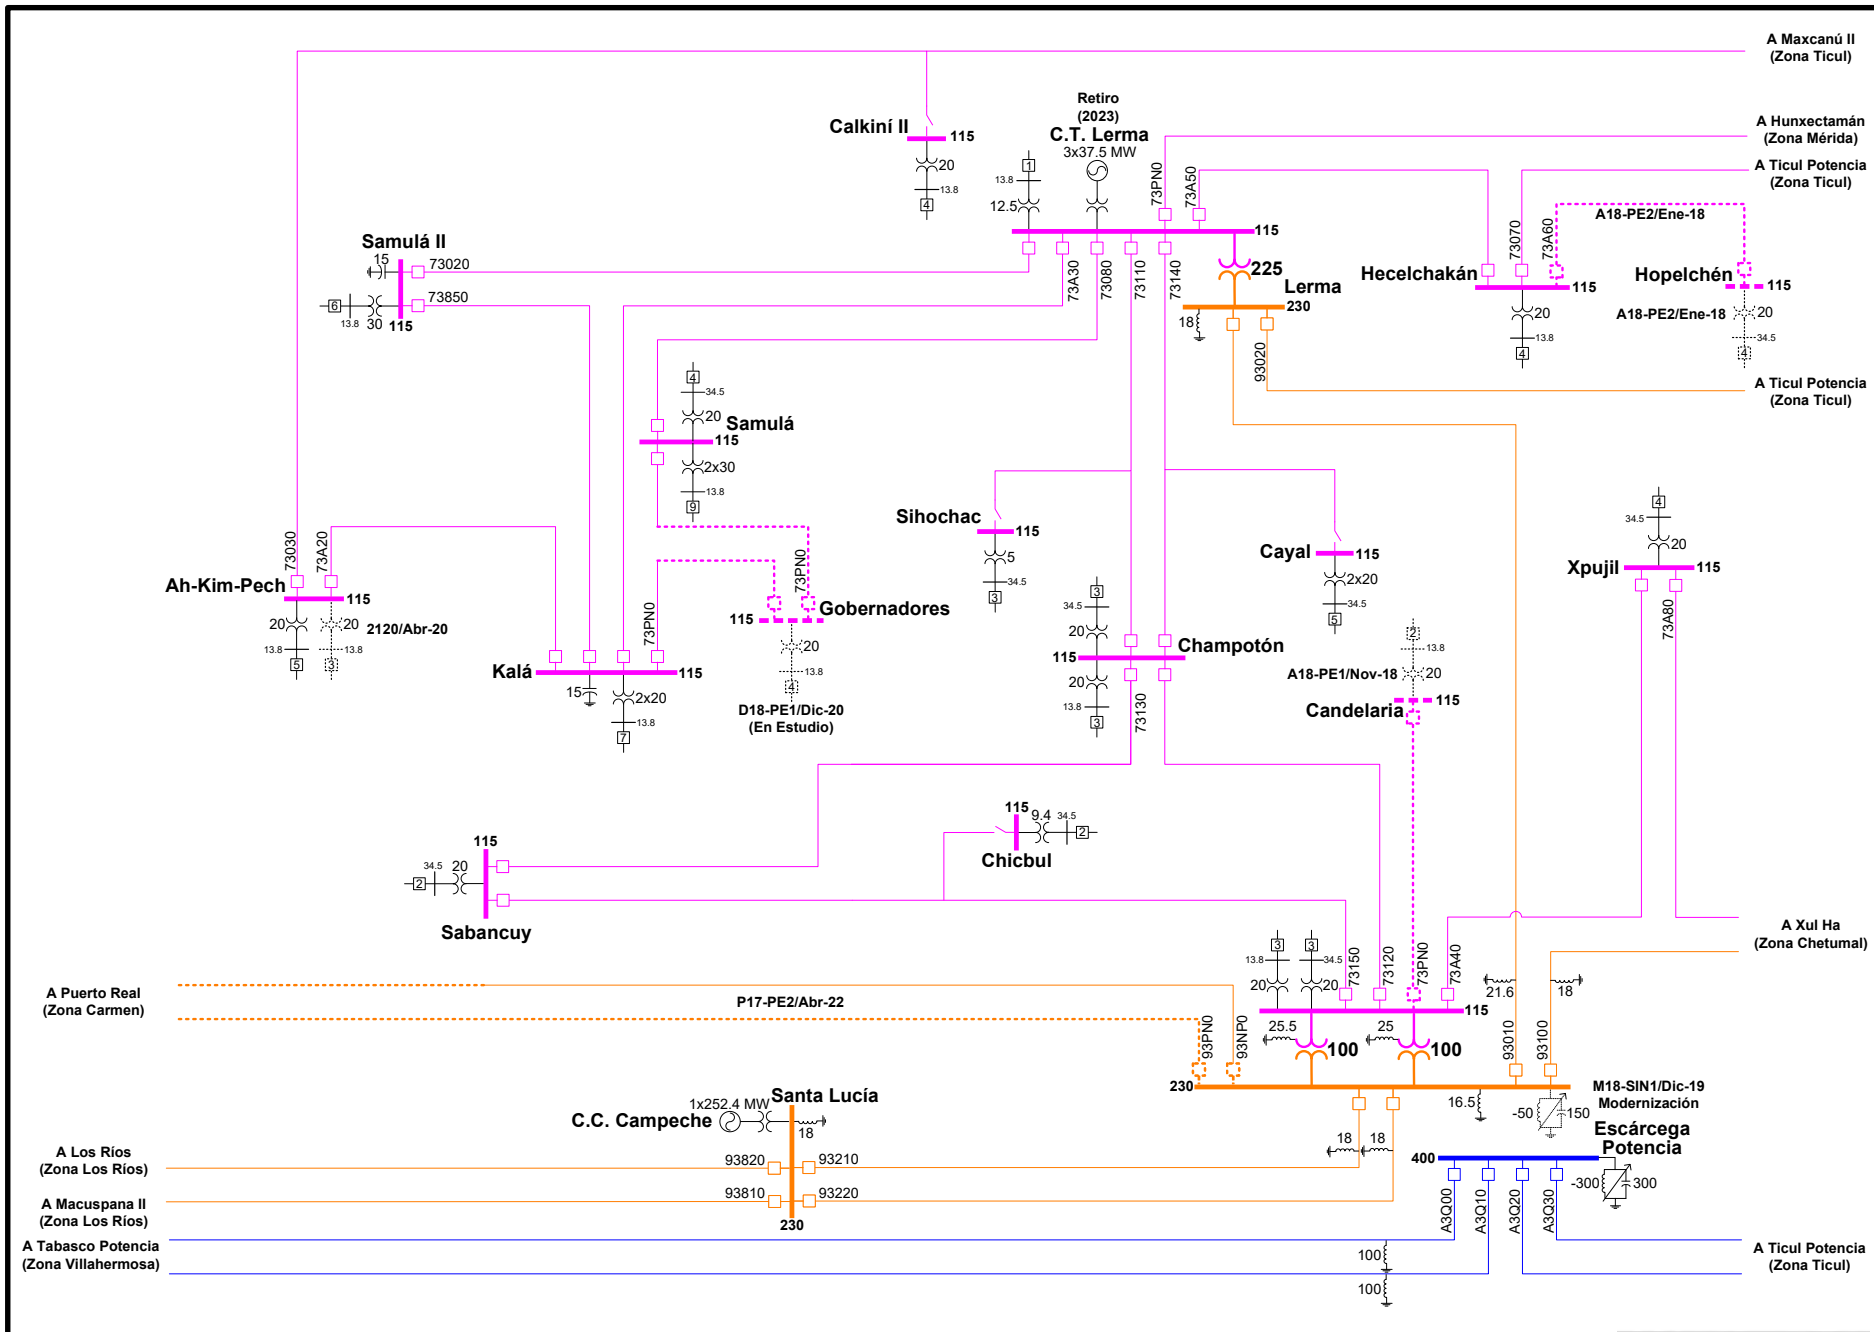 A Maxcanú II
(Zona Ticul)
Retiro
(2023)
C.T. Lerma
3x37.5 MW
Calkiní II
115
20
13.8
4
1
13.8
12.5
73PN0
73A50
A Hunxectamán
(Zona Mérida)
A Ticul Potencia
(Zona Ticul)
A18-PE2/Ene-18
73070
73A60
115
Samulá II
15
73020
73850
6
13.8
30
115
73A30
73080
73110
73140
225
Lerma
230
18
93020
Hecelchakán
115
20
13.8
4
Hopelchén
115
A18-PE2/Ene-18
20
34.5
4
A Ticul Potencia
(Zona Ticul)
4
34.5
20
Samulá
115
2x30
13.8
9
Sihochac
115
5
34.5
3
Cayal
115
2x20
34.5
5
4
34.5
20
Xpujil
115
73A80
73030
73A20
Ah-Kim-Pech
115
20
20
2120/Abr-20
13.8
13.8
5
3
73PN0
73PN0
Gobernadores
115
20
13.8
4
D18-PE1/Dic-20
(En Estudio)
Kalá
115
15
2x20
13.8
7
3
34.5
20
Champotón
115
20
13.8
3
73130
2
13.8
A18-PE1/Nov-18
20
115
Candelaria
115
9.4
34.5
2
Chicbul
115
34.5
20
2
Sabancuy
A Xul Ha
(Zona Chetumal)
A Puerto Real
(Zona Carmen)
P17-PE2/Abr-22
93PN0
93NP0
3
3
13.8
34.5
20
20
73150
73120
73PN0
73A40
115
25.5
25
100
100
21.6
18
93010
93100
230
16.5
M18-SIN1/Dic-19
Modernización
-50
150
Escárcega
Potencia
1x252.4 MW
Santa Lucía
C.C. Campeche
18
18
18
A Los Ríos
(Zona Los Ríos)
93820
93210
A Macuspana II
(Zona Los Ríos)
93810
93220
230
400
-300
300
A3Q00
A3Q10
A3Q20
A3Q30
A Tabasco Potencia
(Zona Villahermosa)
100
100
A Ticul Potencia
(Zona Ticul)